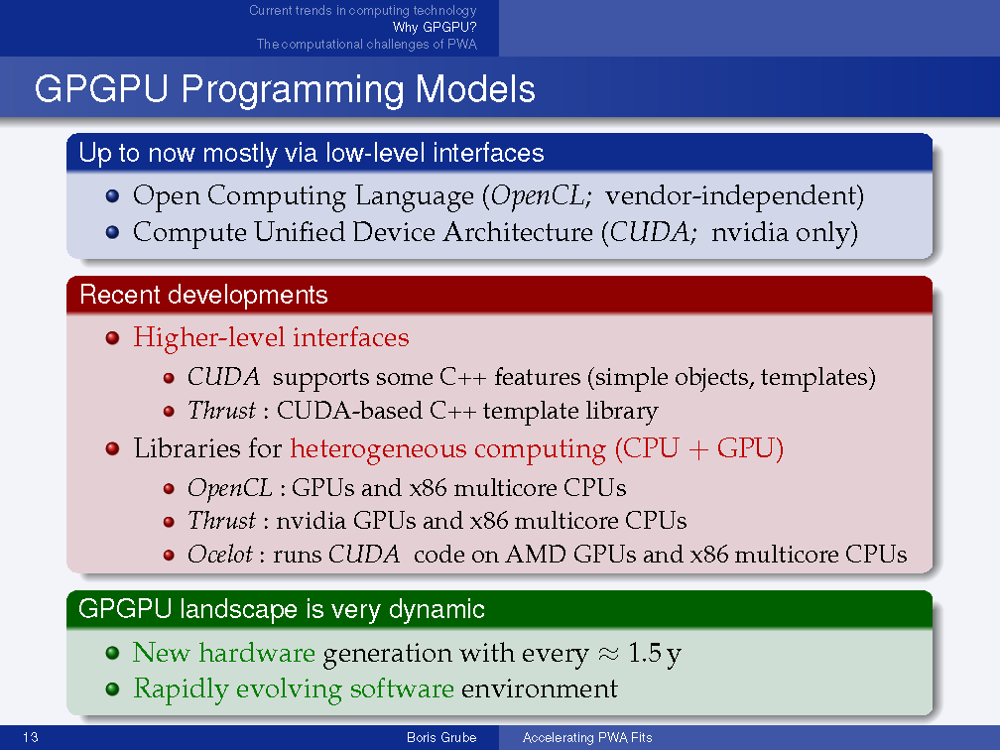 Current trends in computing technology
Why GPGPU?
The computational challenges of PWA
GPGPU Programming Models
Up to now mostly via low-level interfaces
Open Computing Language (OpenCL; vendor-independent)
Compute Unified Device Architecture (CUDA; nvidia only)
Recent developments
Higher-level interfaces
CUDA supports some C++ features (simple objects, templates)
Thrust : CUDA-based C++ template library
Libraries for heterogeneous computing (CPU + GPU)
OpenCL : GPUs and x86 multicore CPUs
Thrust : nvidia GPUs and x86 multicore CPUs
Ocelot : runs CUDA code on AMD GPUs and x86 multicore CPUs
GPGPU landscape is very dynamic
New hardware generation with every ≈ 1.5 y
Rapidly evolving software environment
13 Boris Grube Accelerating PWA Fits